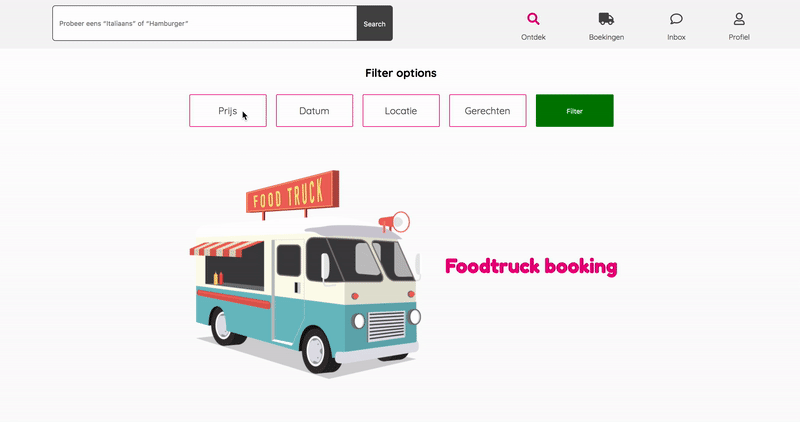 Probeer eens "Italiaans" of "Hamburger"
Search
Ontdek
Boekingen
Inbox
Profiel
Filter options
Prijs
Datum
Locatie
Gerechten
Filter
FOOD TRUCK
Foodtruck booking